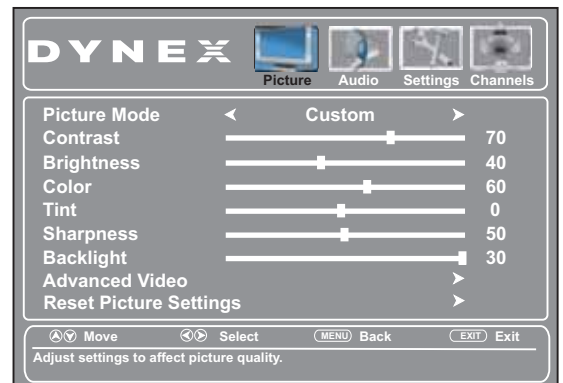 DYNEX
Picture Audio Settings Channels
Picture Mode Custom
Contrast 70
Brightness 40
Color 60
Tint 0
Sharpness 50
Backlight 30
Advanced Video
Reset Picture Settings
Move Select MENU Back EXIT Exit
Adjust settings to affect picture quality.